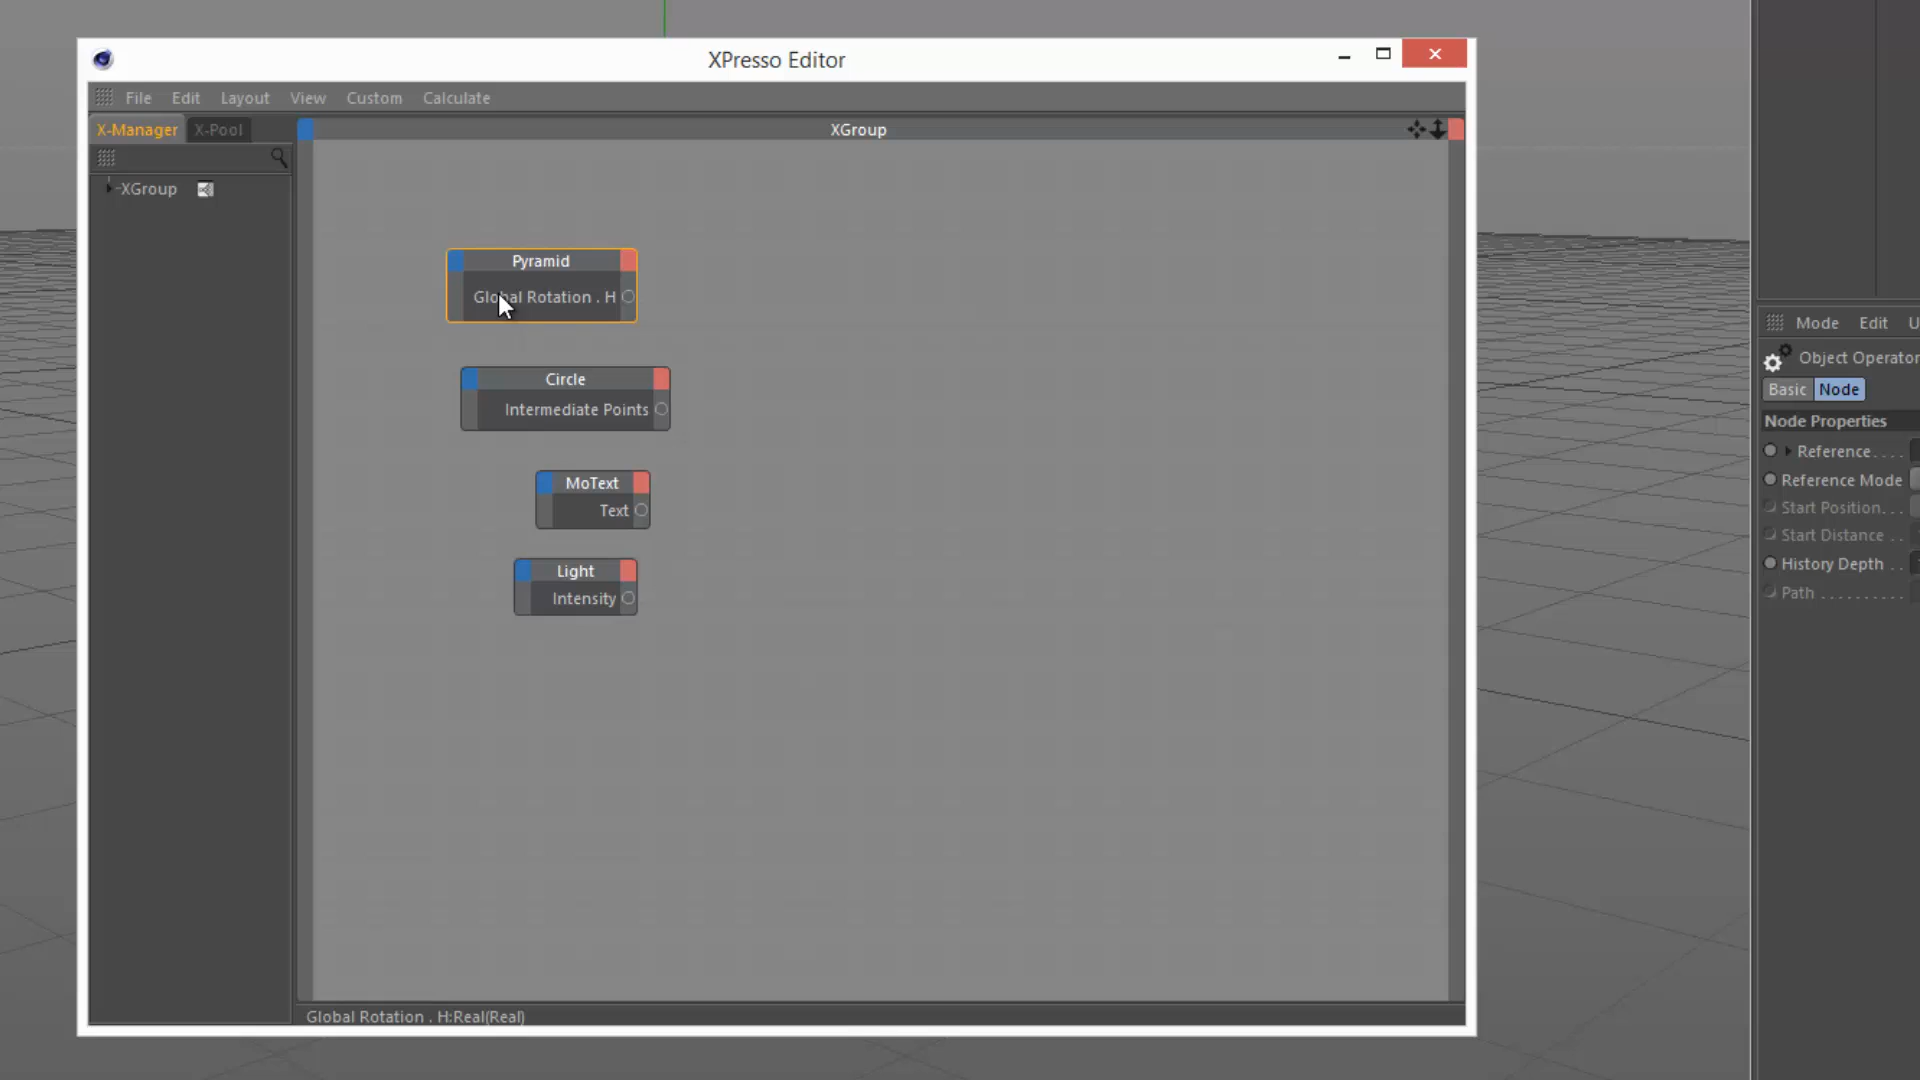 XPresso Editor
File Edit Layout View Custom Calculate
X-Manager X-Pool
XGroup
XGroup
Pyramid
Global Rotation . H
Circle
Intermediate Points
MoText
Text
Light
Intensity
Global Rotation . H:Real(Real)
Mode Edit U
Object Operator
Basic Node
Node Properties
Reference. . . .
Reference Mode
Start Position. . .
Start Distance . .
History Depth . .
Path . . . . . . . . . .